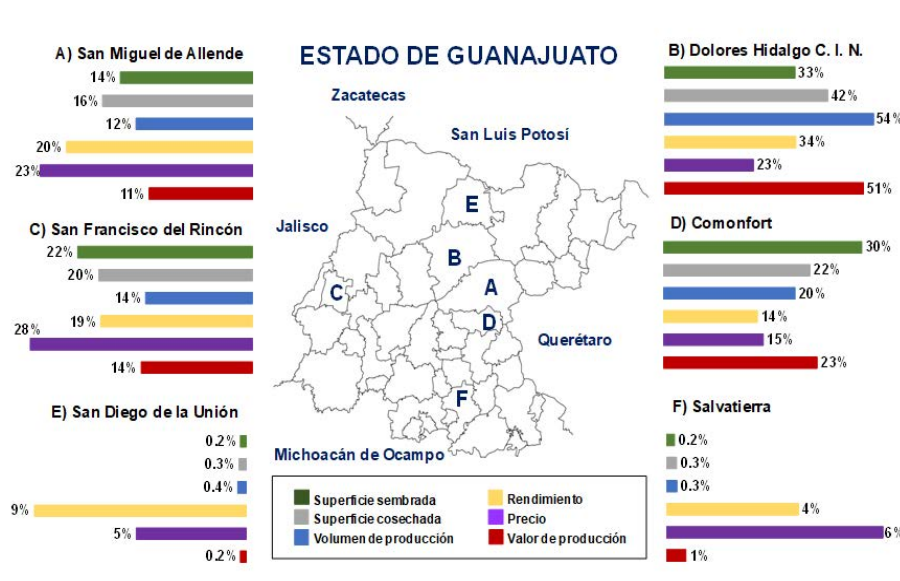 ESTADO DE GUANAJUATO
A) San Miguel de Allende
14%
16%
12%
20%
23%
11%
B) Dolores Hidalgo C. I. N.
33%
42%
54%
34%
23%
51%
C) San Francisco del Rincón
22%
20%
14%
19%
28%
14%
D) Comonfort
30%
22%
20%
14%
15%
23%
E) San Diego de la Unión
0.2%
0.3%
0.4%
9%
5%
0.2%
F) Salvatierra
0.2%
0.3%
0.3%
4%
6%
1%
Zacatecas
San Luis Potosí
Jalisco
Querétaro
Michoacán de Ocampo
E
B
A
C
D
F
Superficie sembrada
Superficie cosechada
Volumen de producción
Rendimiento
Precio
Valor de producción